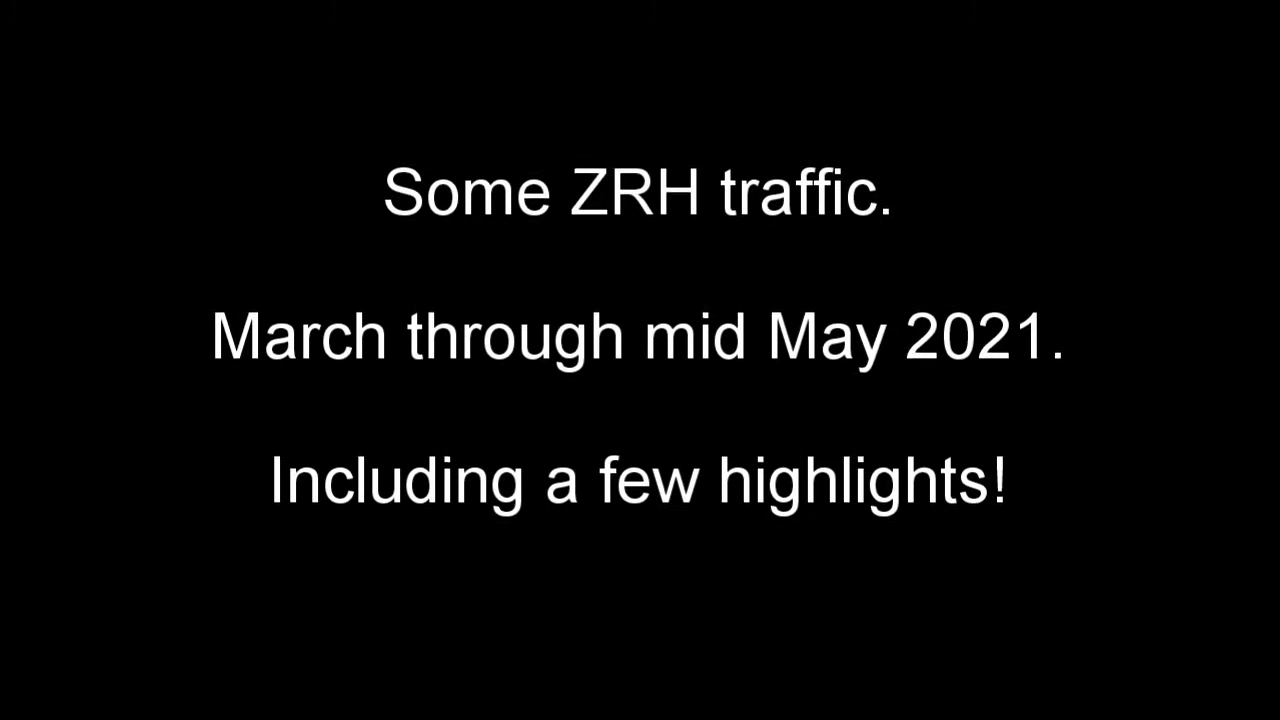 Some ZRH traffic.
March through mid May 2021.
Including a few highlights!